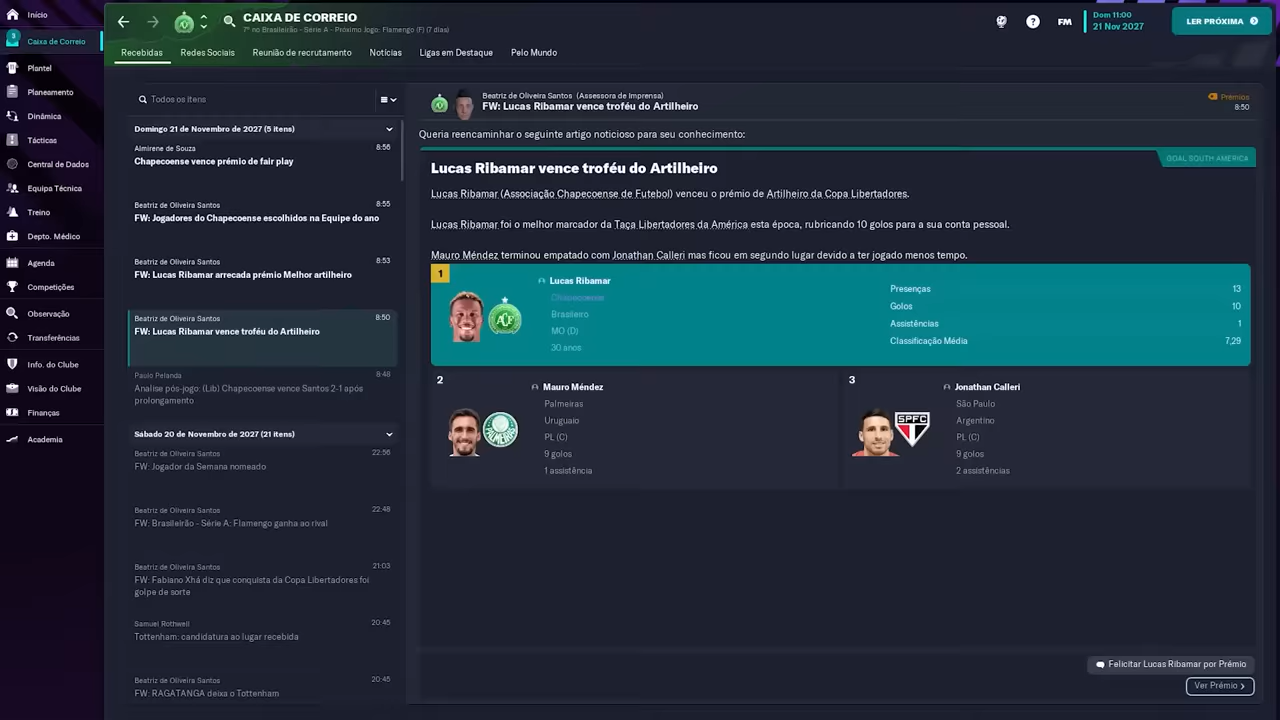 Início
3
Caixa de Correio
Plantel
Planeamento
Dinâmica
Táticas
Central de Dados
Equipa Técnica
Treino
Depto. Médico
Agenda
Competições
Observação
Transferências
Info. do Clube
Visão do Clube
Finanças
Academia
CAIXA DE CORREIO
7º no Brasileirão - Série A - Próximo Jogo: Flamengo (F) (7 dias)
FM
Dom 11:00
21 Nov 2027
LER PRÓXIMA
Recebidas
Redes Sociais
Reunião de recrutamento
Notícias
Ligas em Destaque
Pelo Mundo
Todos os itens
Domingo 21 de Novembro de 2027 (5 itens)
Almirene de Souza
8:56
Chapecoense vence prémio de fair play
Beatriz de Oliveira Santos
8:55
FW: Jogadores do Chapecoense escolhidos na Equipe do ano
Beatriz de Oliveira Santos
8:53
FW: Lucas Ribamar arrecada prémio Melhor artilheiro
Beatriz de Oliveira Santos
8:50
FW: Lucas Ribamar vence troféu do Artilheiro
Paulo Pelanda
8:48
Analise pós-jogo: (Lib) Chapecoense vence Santos 2-1 após
prolongamento
Sábado 20 de Novembro de 2027 (21 itens)
Beatriz de Oliveira Santos
22:56
FW: Jogador da Semana nomeado
Beatriz de Oliveira Santos
22:48
FW: Brasileirão - Série A: Flamengo ganha ao rival
Beatriz de Oliveira Santos
21:03
FW: Fabiano Xhá diz que conquista da Copa Libertadores foi
golpe de sorte
Samuel Rothwell
20:45
Tottenham: candidatura ao lugar recebida
Beatriz de Oliveira Santos
20:45
FW: RAGATANGA deixa o Tottenham
Beatriz de Oliveira Santos (Assessora de Imprensa)
FW: Lucas Ribamar vence troféu do Artilheiro
Prémios
8:50
Queria reencaminhar o seguinte artigo noticioso para seu conhecimento:
GOAL SOUTH AMERICA
Lucas Ribamar vence troféu do Artilheiro
Lucas Ribamar (Associação Chapecoense de Futebol) venceu o prémio de Artilheiro da Copa Libertadores.
Lucas Ribamar foi o melhor marcador da Taça Libertadores da América esta época, rubricando 10 golos para a sua conta pessoal.
Mauro Méndez terminou empatado com Jonathan Calleri mas ficou em segundo lugar devido a ter jogado menos tempo.
1
Lucas Ribamar
Chapecoense
Brasileiro
MO (D)
30 anos
Presenças 13
Golos 10
Assistências 1
Classificação Média 7,29
2
Mauro Méndez
Palmeiras
Uruguaio
PL (C)
9 golos
1 assistência
3
Jonathan Calleri
SPFC
São Paulo
Argentino
PL (C)
9 golos
2 assistências
Felicitar Lucas Ribamar por Prémio
Ver Prémio